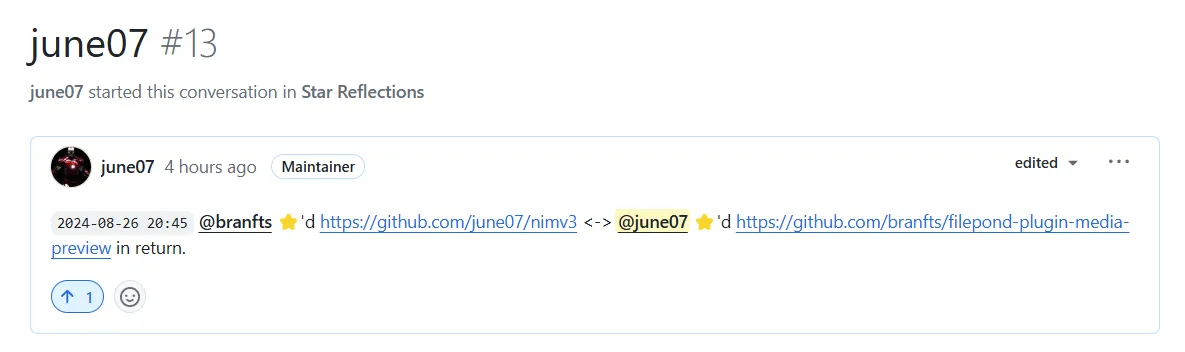 june07 #13
june07 started this conversation in Star Reflections
june07 4 hours ago Maintainer edited
2024-08-26 20:45 @branfts ⭐'d https://github.com/june07/nimv3 <-> @june07 ⭐'d https://github.com/branfts/filepond-plugin-media-
preview in return.
1